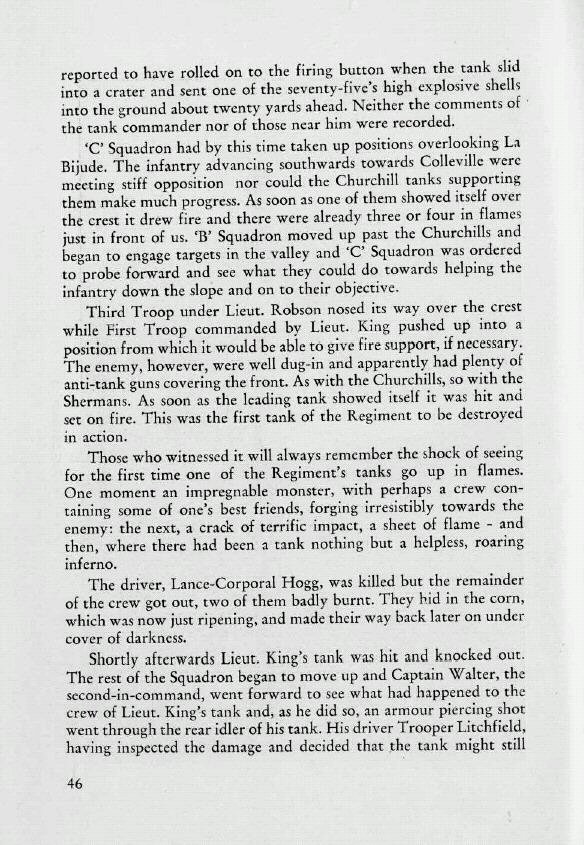 reported to have rolled on to the firing button when the tank slid
into a crater and sent one of the seventy-five's high explosive shells
into the ground about twenty yards ahead. Neither the comments of
the tank commander nor of those near him were recorded.
'C' Squadron had by this time taken up positions overlooking La
Bijude. The infantry advancing southwards towards Colleville were
meeting stiff opposition nor could the Churchill tanks supporting
them make much progress. As soon as one of them showed itself over
the crest it drew fire and there were already three or four in flames
just in front of us. 'B' Squadron moved up past the Churchills and
began to engage targets in the valley and 'C' Squadron was ordered
to probe forward and see what they could do towards helping the
infantry down the slope and on to their objective.
Third Troop under Lieut. Robson nosed its way over the crest
while First Troop commanded by Lieut. King pushed up into a
position from which it would be able to give fire support, if necessary.
The enemy, however, were well dug-in and apparently had plenty of
anti-tank guns covering the front. As with the Churchills, so with the
Shermans. As soon as the leading tank showed itself it was hit and
set on fire. This was the first tank of the Regiment to be destroyed
in action.
Those who witnessed it will always remember the shock of seeing
for the first time one of the Regiment's tanks go up in flames.
One moment an impregnable monster, with perhaps a crew con-
taining some of one's best friends, forging irresistibly towards the
enemy: the next, a crack of terrific impact, a sheet of flame - and
then, where there had been a tank nothing but a helpless, roaring
inferno.
The driver, Lance-Corporal Hogg, was killed but the remainder
of the crew got out, two of them badly burnt. They hid in the corn,
which was now just ripening, and made their way back later on under
cover of darkness.
Shortly afterwards Lieut. King's tank was hit and knocked out.
The rest of the Squadron began to move up and Captain Walter, the
second-in-command, went forward to see what had happened to the
crew of Lieut. King's tank and, as he did so, an armour piercing shot
went through the rear idler of his tank. His driver Trooper Litchfield,
having inspected the damage and decided that the tank might still
46